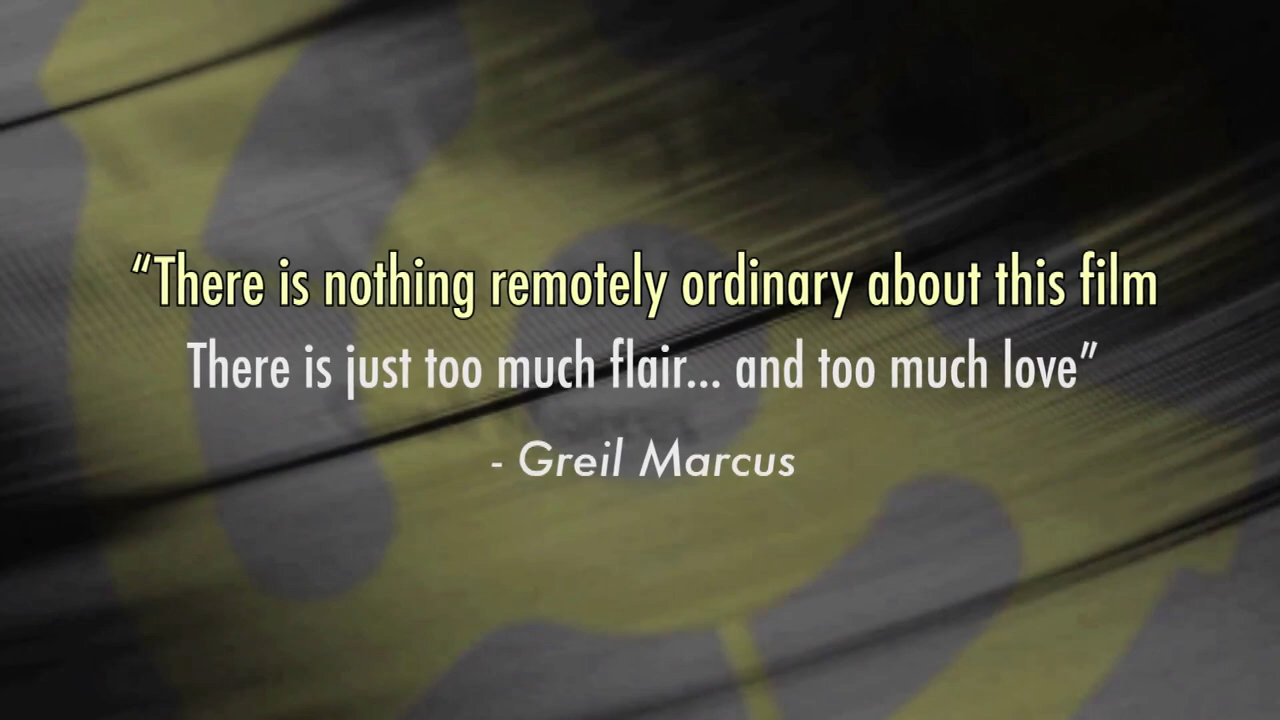 “There is nothing remotely ordinary about this film
There is just too much flair... and too much love”
- Greil Marcus